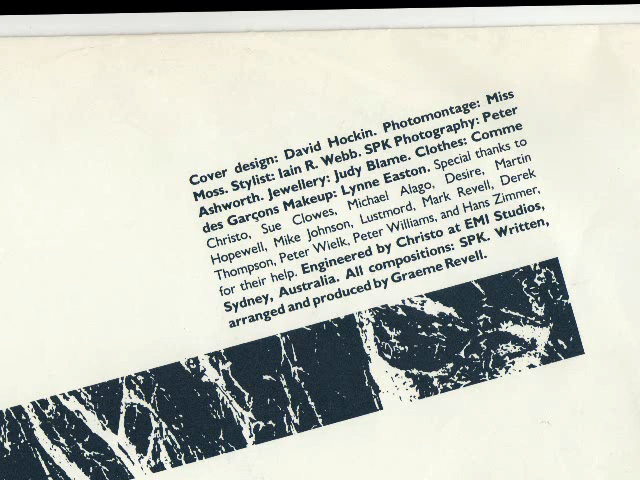 Cover design: David Hockin. Photomontage: Miss
Moss. Stylist: Iain R. Webb. SPK Photography: Peter
Ashworth. Jewellery: Judy Blame. Clothes: Comme
des Garçons Makeup: Lynne Easton. Special thanks to
Christo, Sue Clowes, Michael Alago, Desire, Martin
Hopewell, Mike Johnson, Lustmord, Mark Revell, Derek
Thompson, Peter Wielk, Peter Williams, and Hans Zimmer,
for their help. Engineered by Christo at EMI Studios,
Sydney, Australia. All compositions: SPK. Written,
arranged and produced by Graeme Revell.